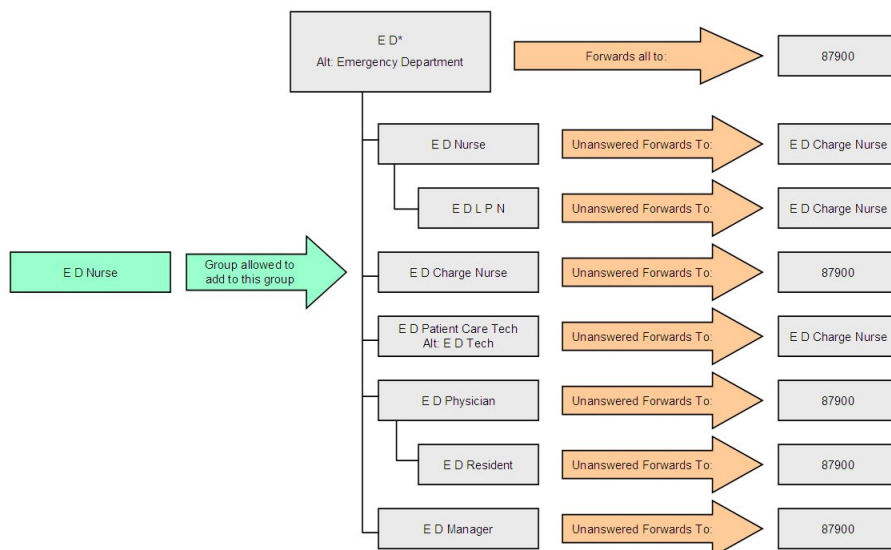 E D*
Alt: Emergency Department
Forwards all to:
87900
E D Nurse
Unanswered Forwards To:
E D Charge Nurse
E D L P N
Unanswered Forwards To:
E D Charge Nurse
E D Nurse
Group allowed to
add to this group
E D Charge Nurse
Unanswered Forwards To:
87900
E D Patient Care Tech
Alt: E D Tech
Unanswered Forwards To:
E D Charge Nurse
E D Physician
Unanswered Forwards To:
87900
E D Resident
Unanswered Forwards To:
87900
E D Manager
Unanswered Forwards To:
87900